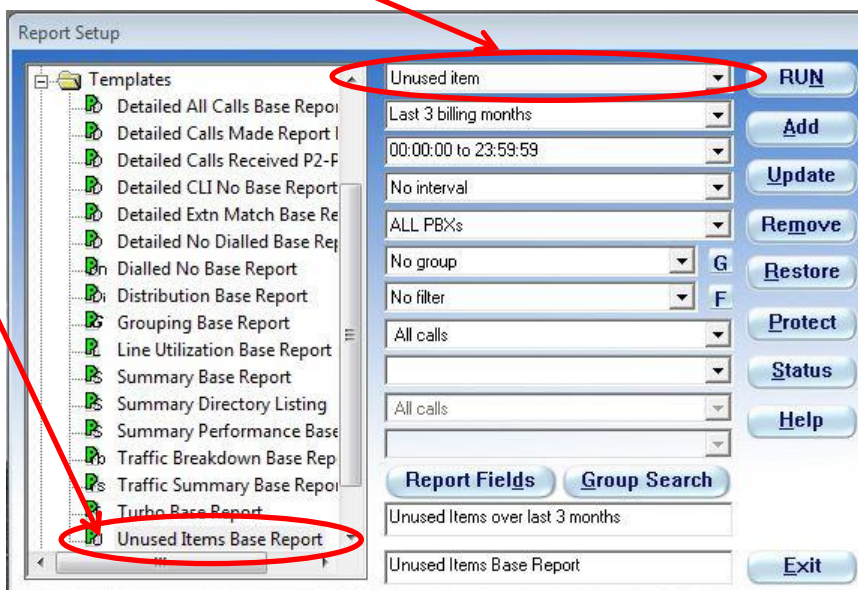 Report Setup
Templates
Detailed All Calls Base Repor
Detailed Calls Made Report
Detailed Calls Received P2-P
Detailed CLI No Base Report
Detailed Extn Match Base Re
Detailed No Dialled Base Rep
Dialled No Base Report
Distribution Base Report
Grouping Base Report
Line Utilization Base Report
Summary Base Report
Summary Directory Listing
Summary Performance Base
Traffic Breakdown Base Rep
Traffic Summary Base Repor
Turbo Base Report
Unused Items Base Report
Unused item
Last 3 billing months
00:00:00 to 23:59:59
No interval
ALL PBXs
No group
G
No filter
F
All calls
All calls
Report Fields
Group Search
Unused Items over last 3 months
Unused Items Base Report
RUN
Add
Update
Remove
Restore
Protect
Status
Help
Exit